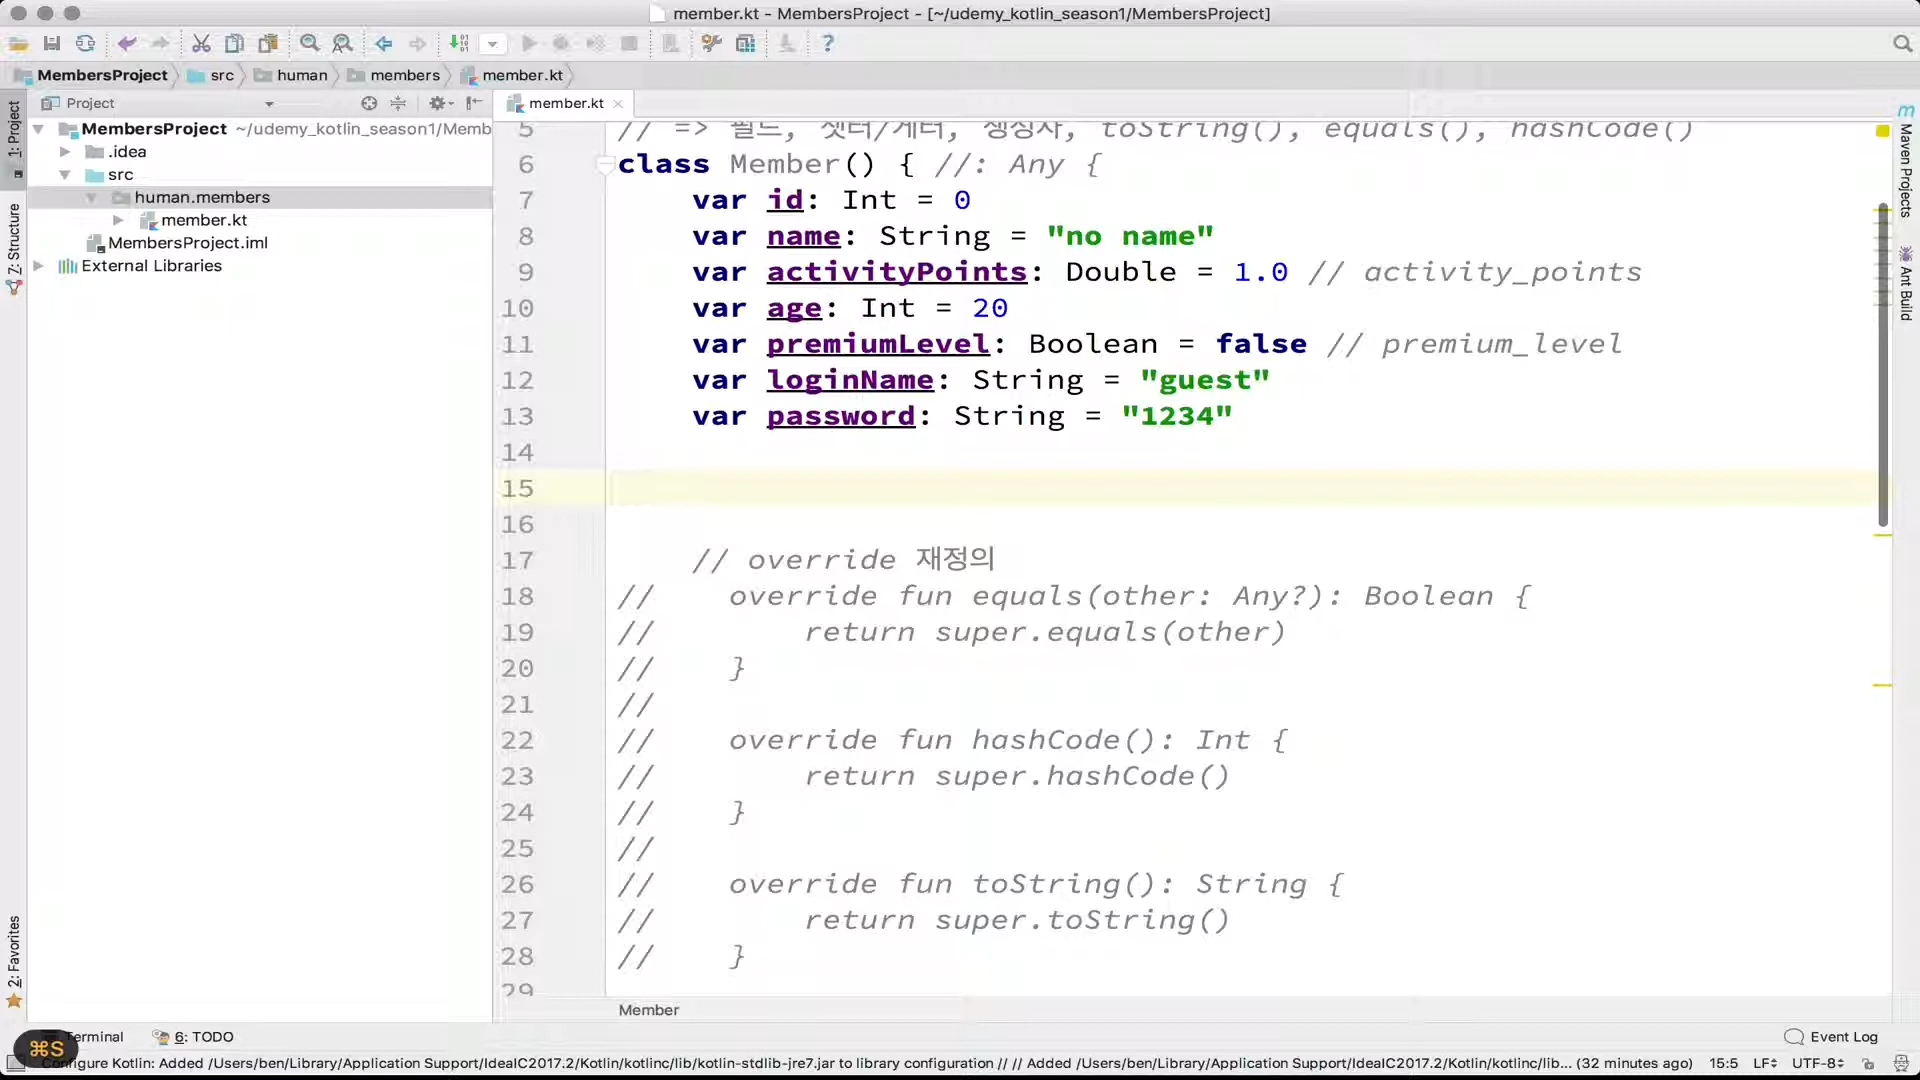 member.kt - MembersProject - [~/udemy_kotlin_season1/MembersProject]
MembersProject src human members member.kt
Project
member.kt
1: Project
Z: Structure
2: Favorites
MembersProject ~/udemy_kotlin_season1/Memb
.idea
src
human.members
member.kt
MembersProject.iml
External Libraries
5 // => 필드, 셋터/게터, 생성자, toString(), equals(), hashCode()
6 class Member() { //: Any {
7 var id: Int = 0
8 var name: String = "no name"
9 var activityPoints: Double = 1.0 // activity_points
10 var age: Int = 20
11 var premiumLevel: Boolean = false // premium_level
12 var loginName: String = "guest"
13 var password: String = "1234"
14
15
16
17 // override 재정의
18 // override fun equals(other: Any?): Boolean {
19 // return super.equals(other)
20 // }
21 //
22 // override fun hashCode(): Int {
23 // return super.hashCode()
24 // }
25 //
26 // override fun toString(): String {
27 // return super.toString()
28 // }
29
Member
Maven Projects
Ant Build
Terminal 6: TODO
Event Log
⌘S
Configure Kotlin: Added /Users/ben/Library/Application Support/IdeaIC2017.2/Kotlin/kotlinc/lib/kotlin-stdlib-jre7.jar to library configuration // // Added /Users/ben/Library/Application Support/IdeaIC2017.2/Kotlin/kotlinc/lib... (32 minutes ago) 15:5 LF UTF-8